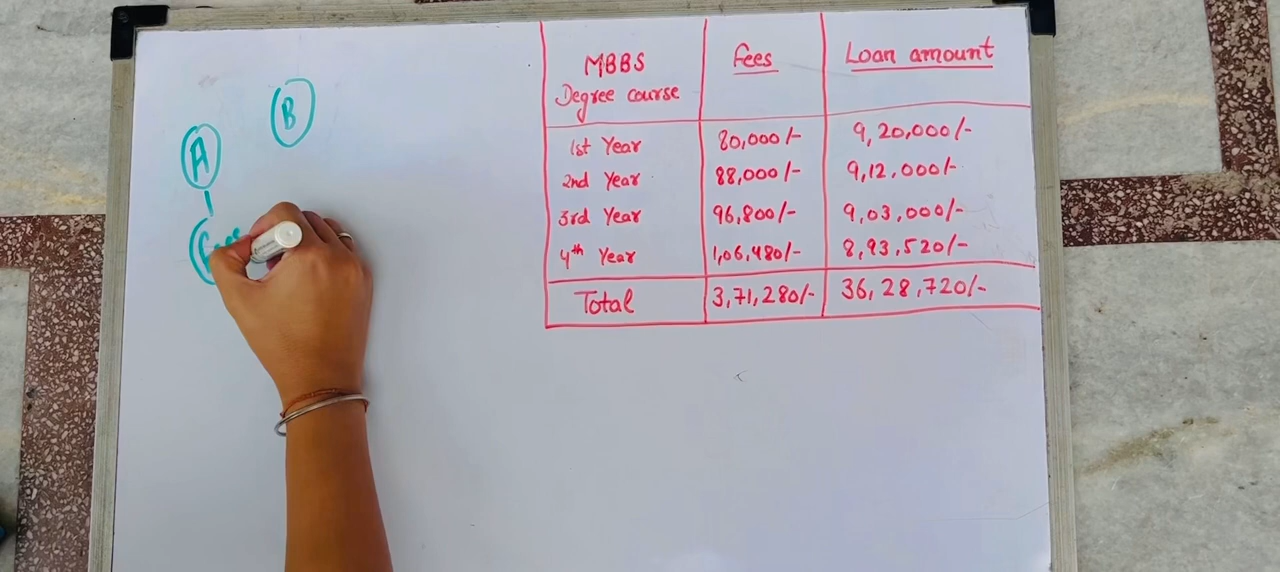 B
A
MBBS Degree course Fees Loan amount
1st Year 80,000/- 9,20,000/-
2nd Year 88,000/- 9,12,000/-
3rd Year 96,800/- 9,03,000/-
4th Year 1,06,480/- 8,93,520/-
Total 3,71,280/- 36,28,720/-